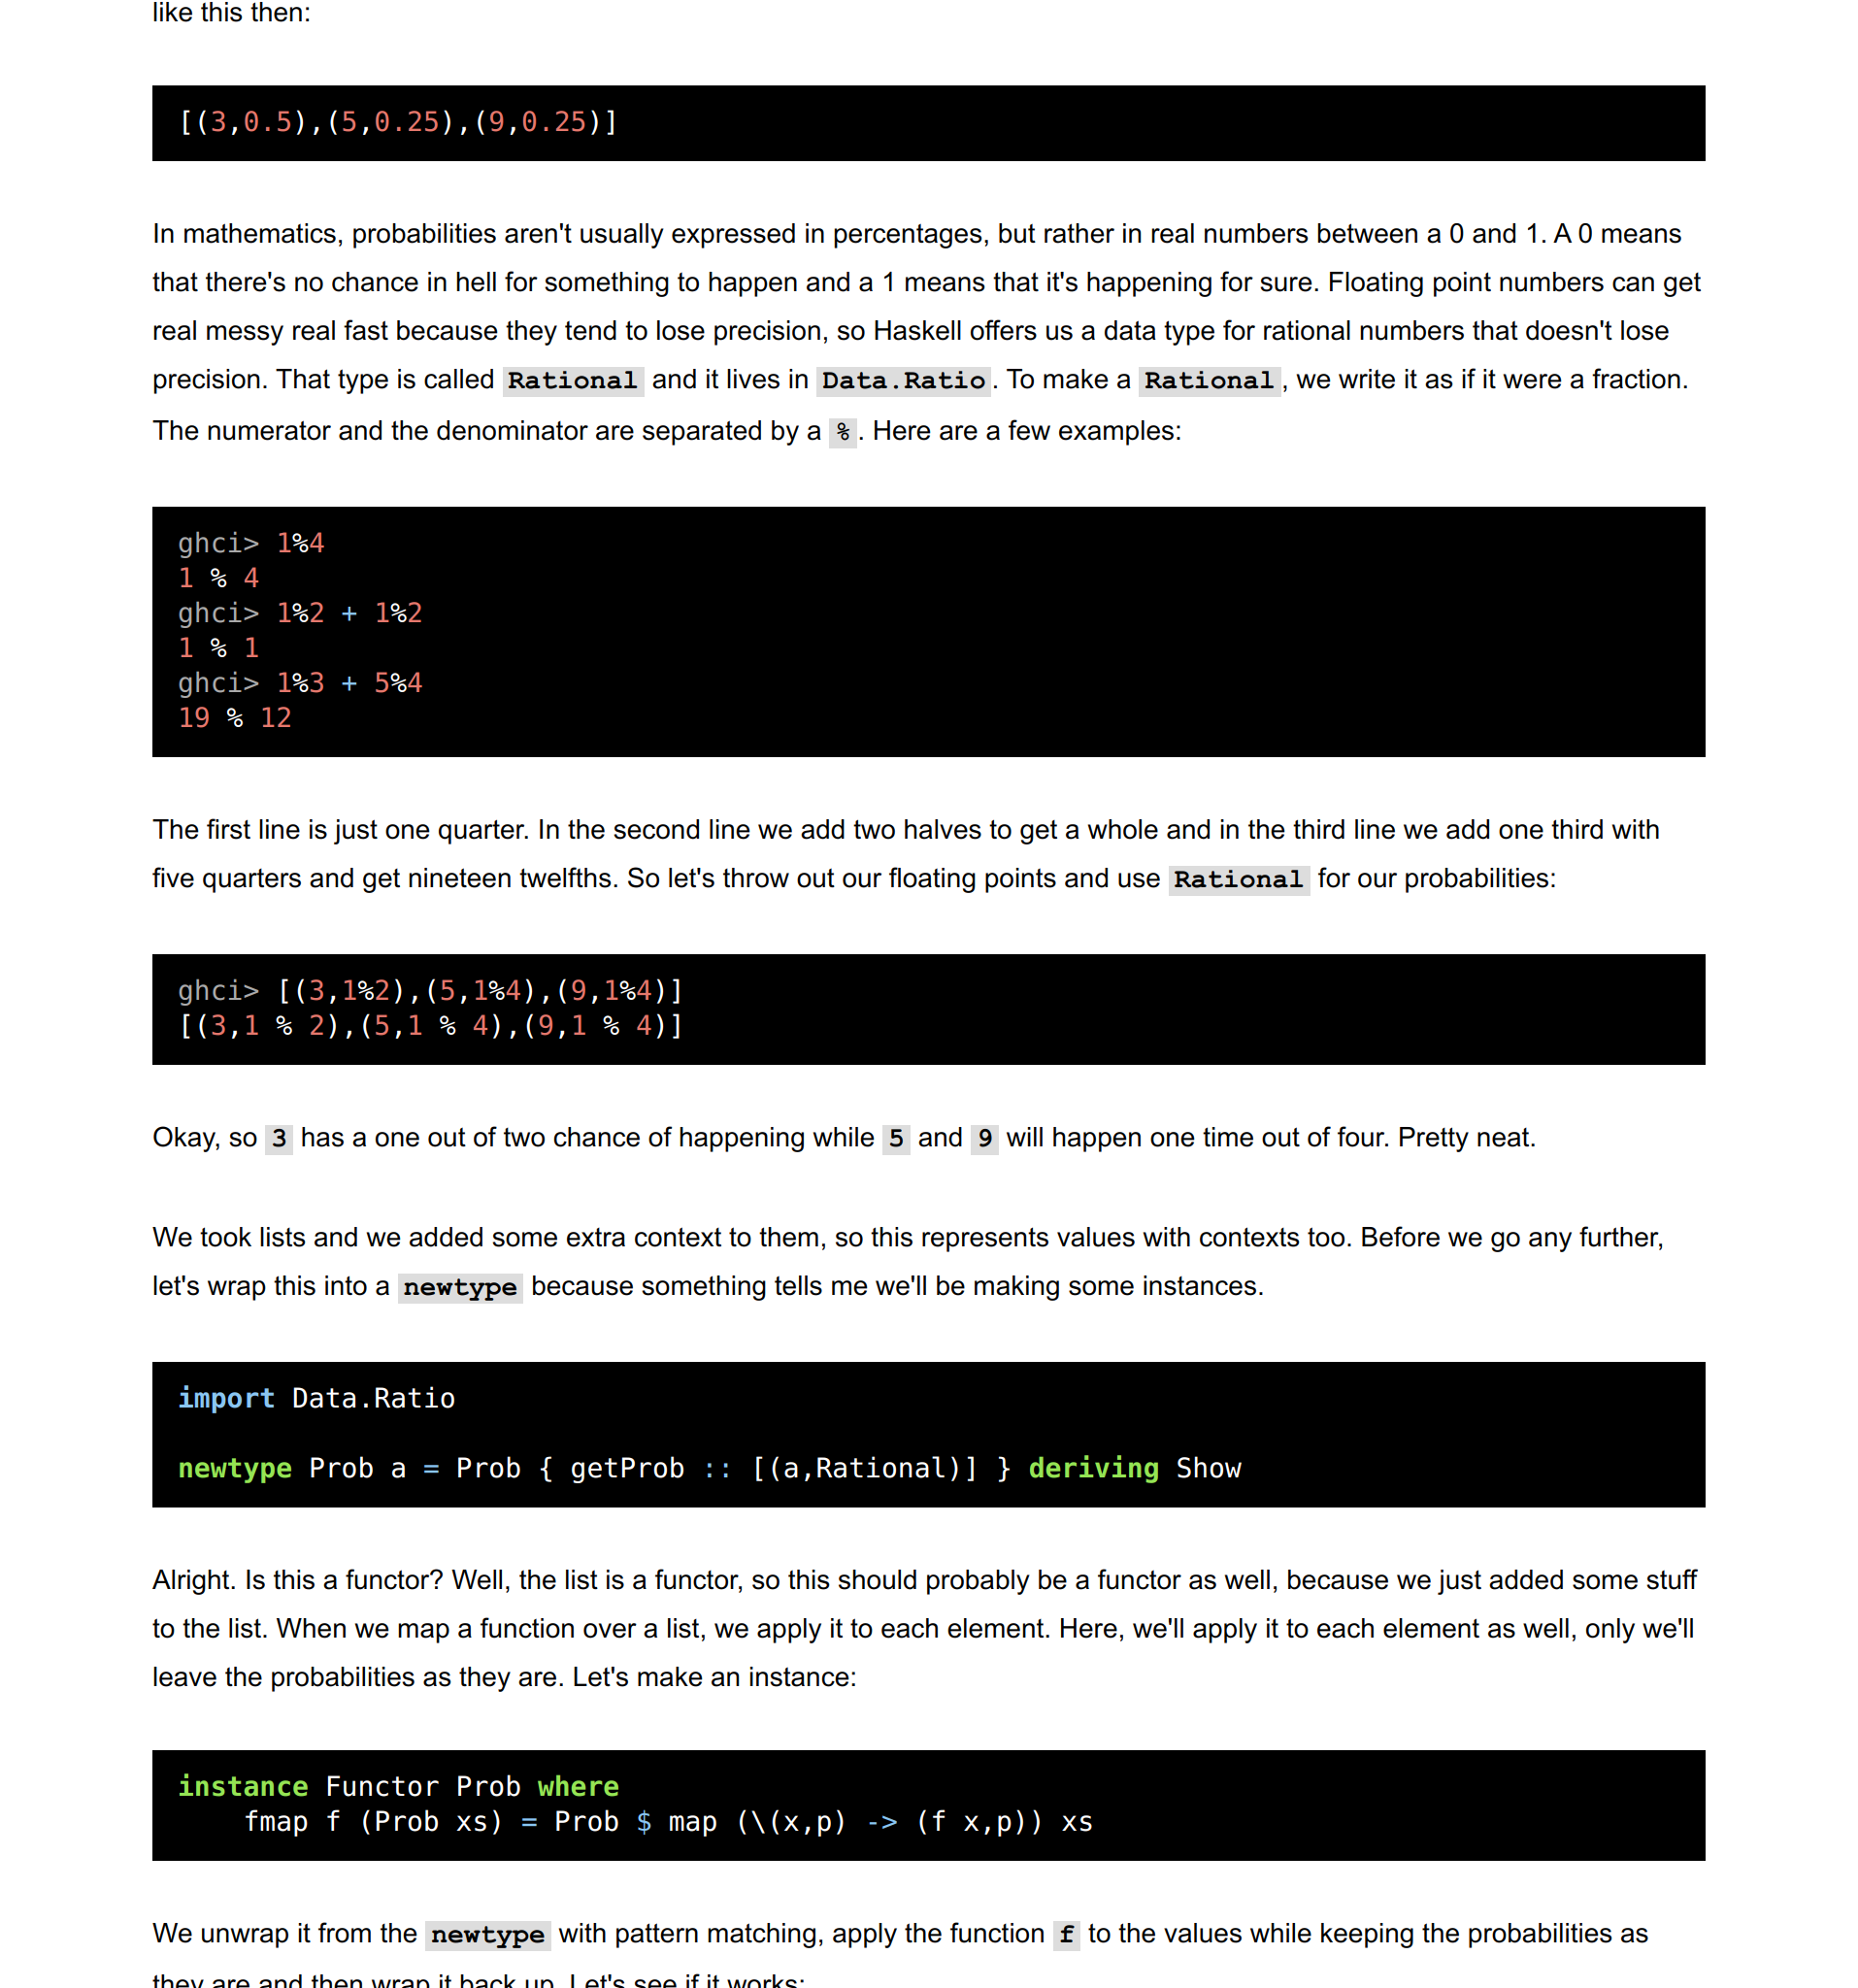 like this then:
[(3,0.5),(5,0.25),(9,0.25)]
In mathematics, probabilities aren't usually expressed in percentages, but rather in real numbers between a 0 and 1. A 0 means
that there's no chance in hell for something to happen and a 1 means that it's happening for sure. Floating point numbers can get
real messy real fast because they tend to lose precision, so Haskell offers us a data type for rational numbers that doesn't lose
precision. That type is called Rational and it lives in Data.Ratio. To make a Rational, we write it as if it were a fraction.
The numerator and the denominator are separated by a %. Here are a few examples:
ghci> 1%4
1 % 4
ghci> 1%2 + 1%2
1 % 1
ghci> 1%3 + 5%4
19 % 12
The first line is just one quarter. In the second line we add two halves to get a whole and in the third line we add one third with
five quarters and get nineteen twelfths. So let's throw out our floating points and use Rational for our probabilities:
ghci> [(3,1%2),(5,1%4),(9,1%4)]
[(3,1 % 2),(5,1 % 4),(9,1 % 4)]
Okay, so 3 has a one out of two chance of happening while 5 and 9 will happen one time out of four. Pretty neat.
We took lists and we added some extra context to them, so this represents values with contexts too. Before we go any further,
let's wrap this into a newtype because something tells me we'll be making some instances.
import Data.Ratio
newtype Prob a = Prob { getProb :: [(a,Rational)] } deriving Show
Alright. Is this a functor? Well, the list is a functor, so this should probably be a functor as well, because we just added some stuff
to the list. When we map a function over a list, we apply it to each element. Here, we'll apply it to each element as well, only we'll
leave the probabilities as they are. Let's make an instance:
instance Functor Prob where
    fmap f (Prob xs) = Prob $ map (\(x,p) -> (f x,p)) xs
We unwrap it from the newtype with pattern matching, apply the function f to the values while keeping the probabilities as
they are and then wrap it back up. Let's see if it works: